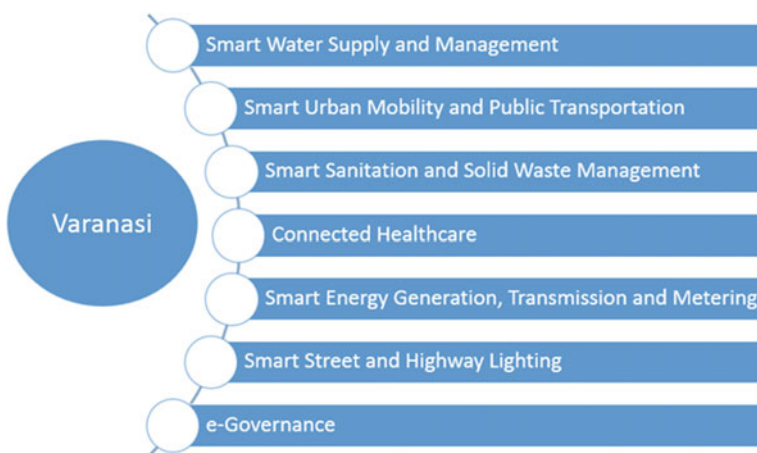 Smart Water Supply and Management
Smart Urban Mobility and Public Transportation
Smart Sanitation and Solid Waste Management
Varanasi
Connected Healthcare
Smart Energy Generation, Transmission and Metering
Smart Street and Highway Lighting
e-Governance